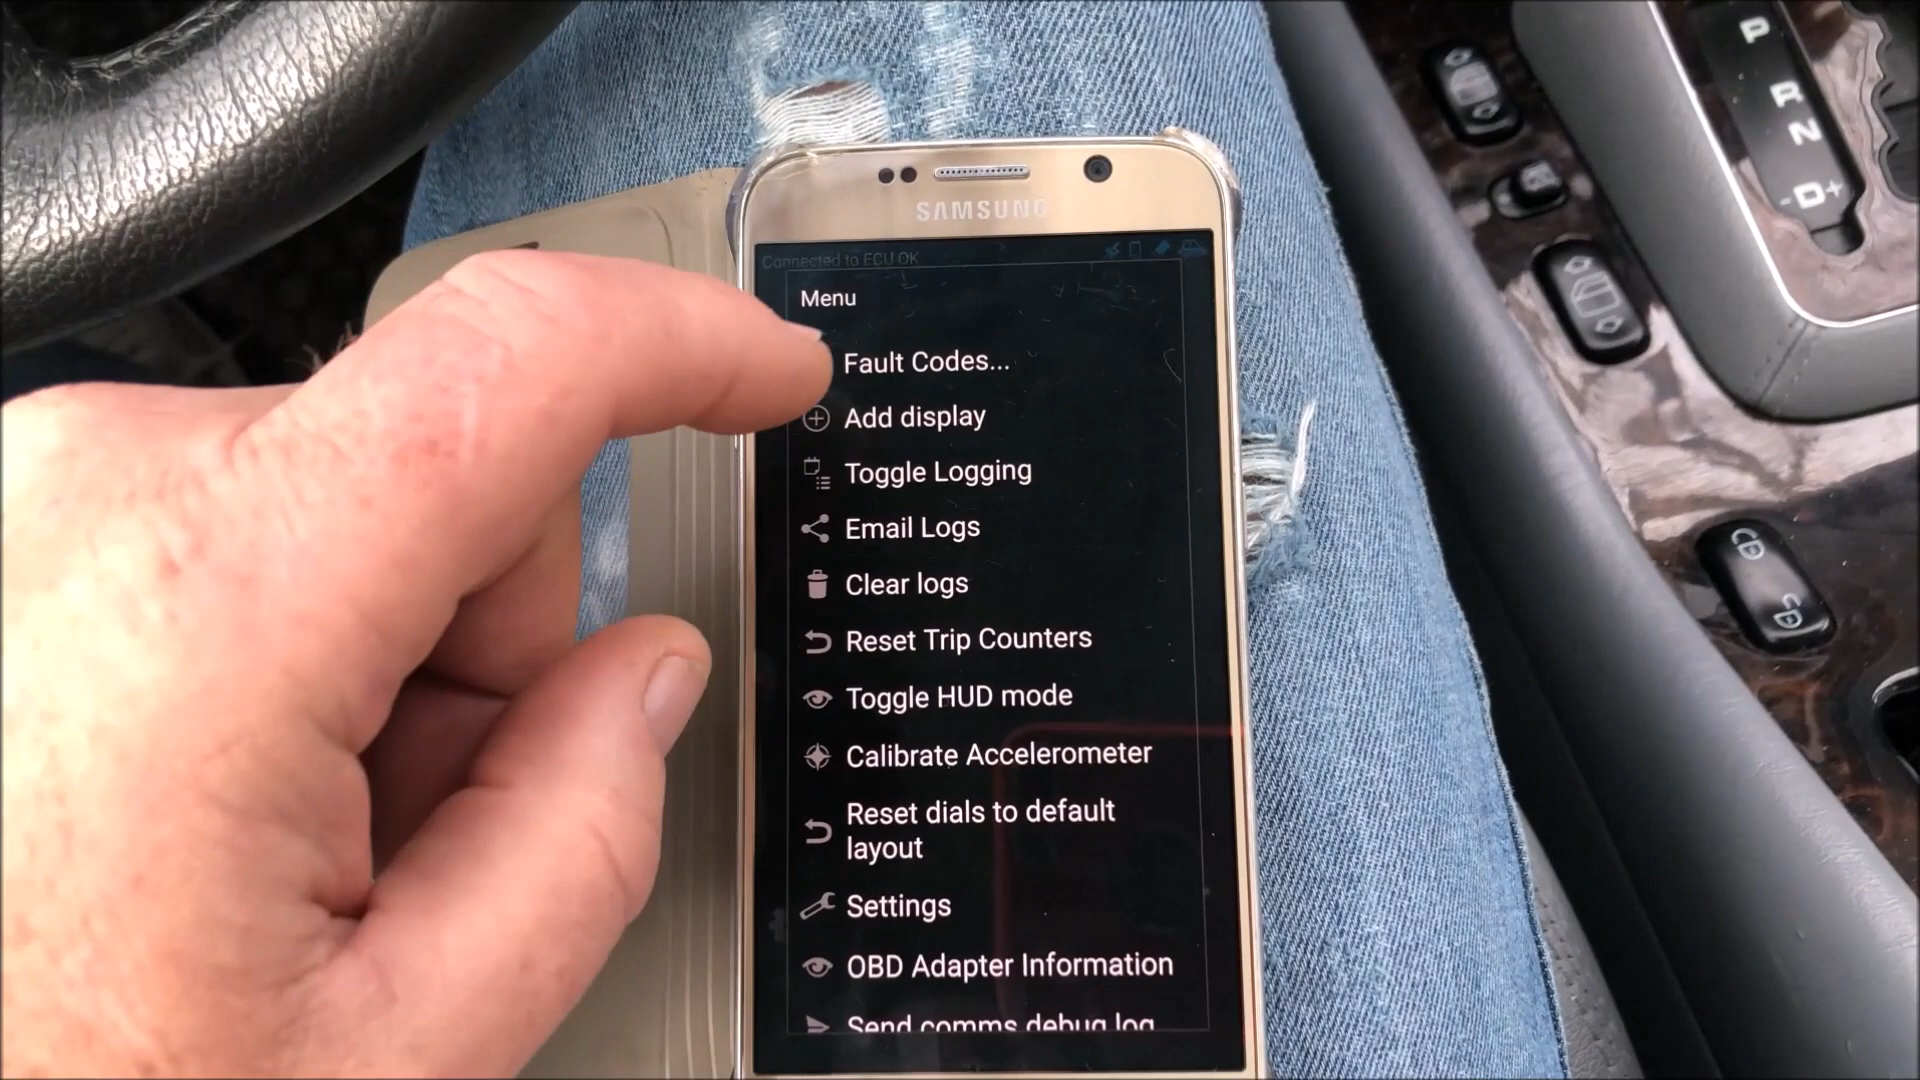 P
R
N
- D +
SAMSUNG
Connected to ECU OK
Menu
Fault Codes...
Add display
Toggle Logging
Email Logs
Clear logs
Reset Trip Counters
Toggle HUD mode
Calibrate Accelerometer
Reset dials to default
layout
Settings
OBD Adapter Information
Send comms debug log